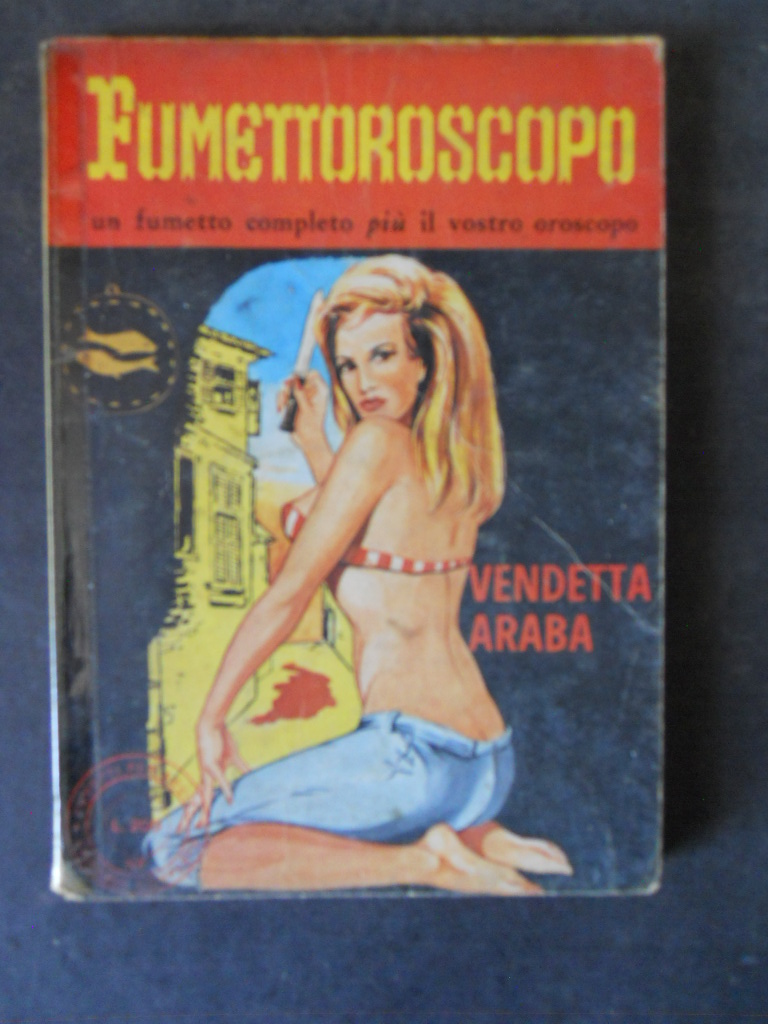 FUMETTOROSCOPO
un fumetto completo più il vostro oroscopo
VENDETTA
ARABA